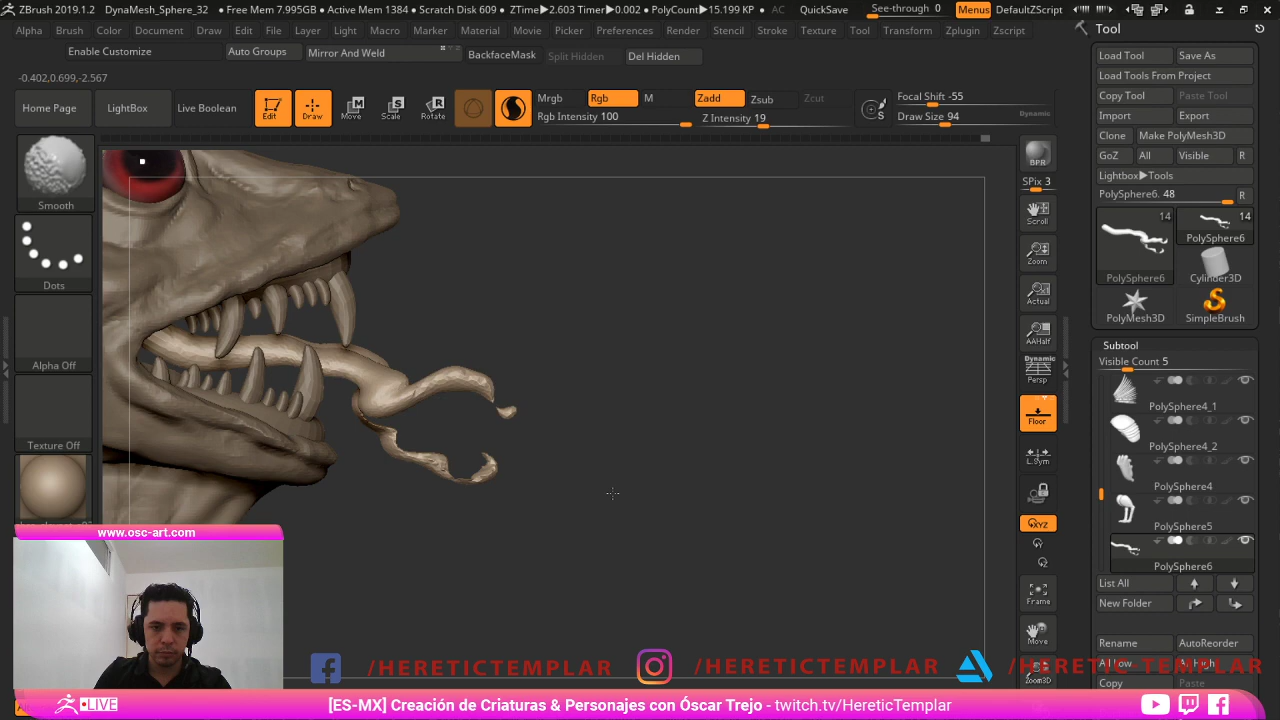 ZBrush 2019.1.2 DynaMesh_Sphere_32 ● Free Memory 7.995GB ● Active Memory 1384 ● Scratch Disk 609 ● ZTime▶2.603 Timer▶0.002 ● PolyCount▶15.199 KP AC QuickSave See-through 0 Menus DefaultZScript
Alpha Brush Color Document Draw Edit File Layer Light Macro Marker Material Movie Picker Preferences Render Stencil Stroke Texture Tool Transform Zplugin Zscript
Enable Customize Auto Groups Mirror And Weld BackfaceMask Split Hidden Del Hidden
-0.402,0.699,-2.567
Home Page LightBox Live Boolean Edit Draw Move Scale Rotate Mrgb Rgb M Zadd Zsub Zcut Focal Shift -55
Rgb Intensity 100 Z Intensity 19 Draw Size 94 Dynamic
Smooth
Dots
Alpha Off
Texture Off
BPR
SPix 3
Scroll
Zoom
Actual
AAHalf
Dynamic
Persp
Floor
L.Sym
XYZ
Frame
Move
Zoom3D
Tool
Load Tool Save As
Load Tools From Project
Copy Tool Paste Tool
Import Export
Clone Make PolyMesh3D
GoZ All Visible R
Lightbox▶Tools
PolySphere6. 48 R
14 14
PolySphere6
PolySphere6 Cylinder3D
PolyMesh3D SimpleBrush
Subtool
Visible Count 5
PolySphere4_1
PolySphere4_2
PolySphere4
PolySphere5
PolySphere6
List All
New Folder
Rename AutoReorder
Copy Paste
www.osc-art.com
/HERETICTEMPLAR /HERETICTEMPLAR /HERETIC-TEMPLAR
LIVE [ES-MX] Creación de Criaturas & Personajes con Óscar Trejo - twitch.tv/HereticTemplar